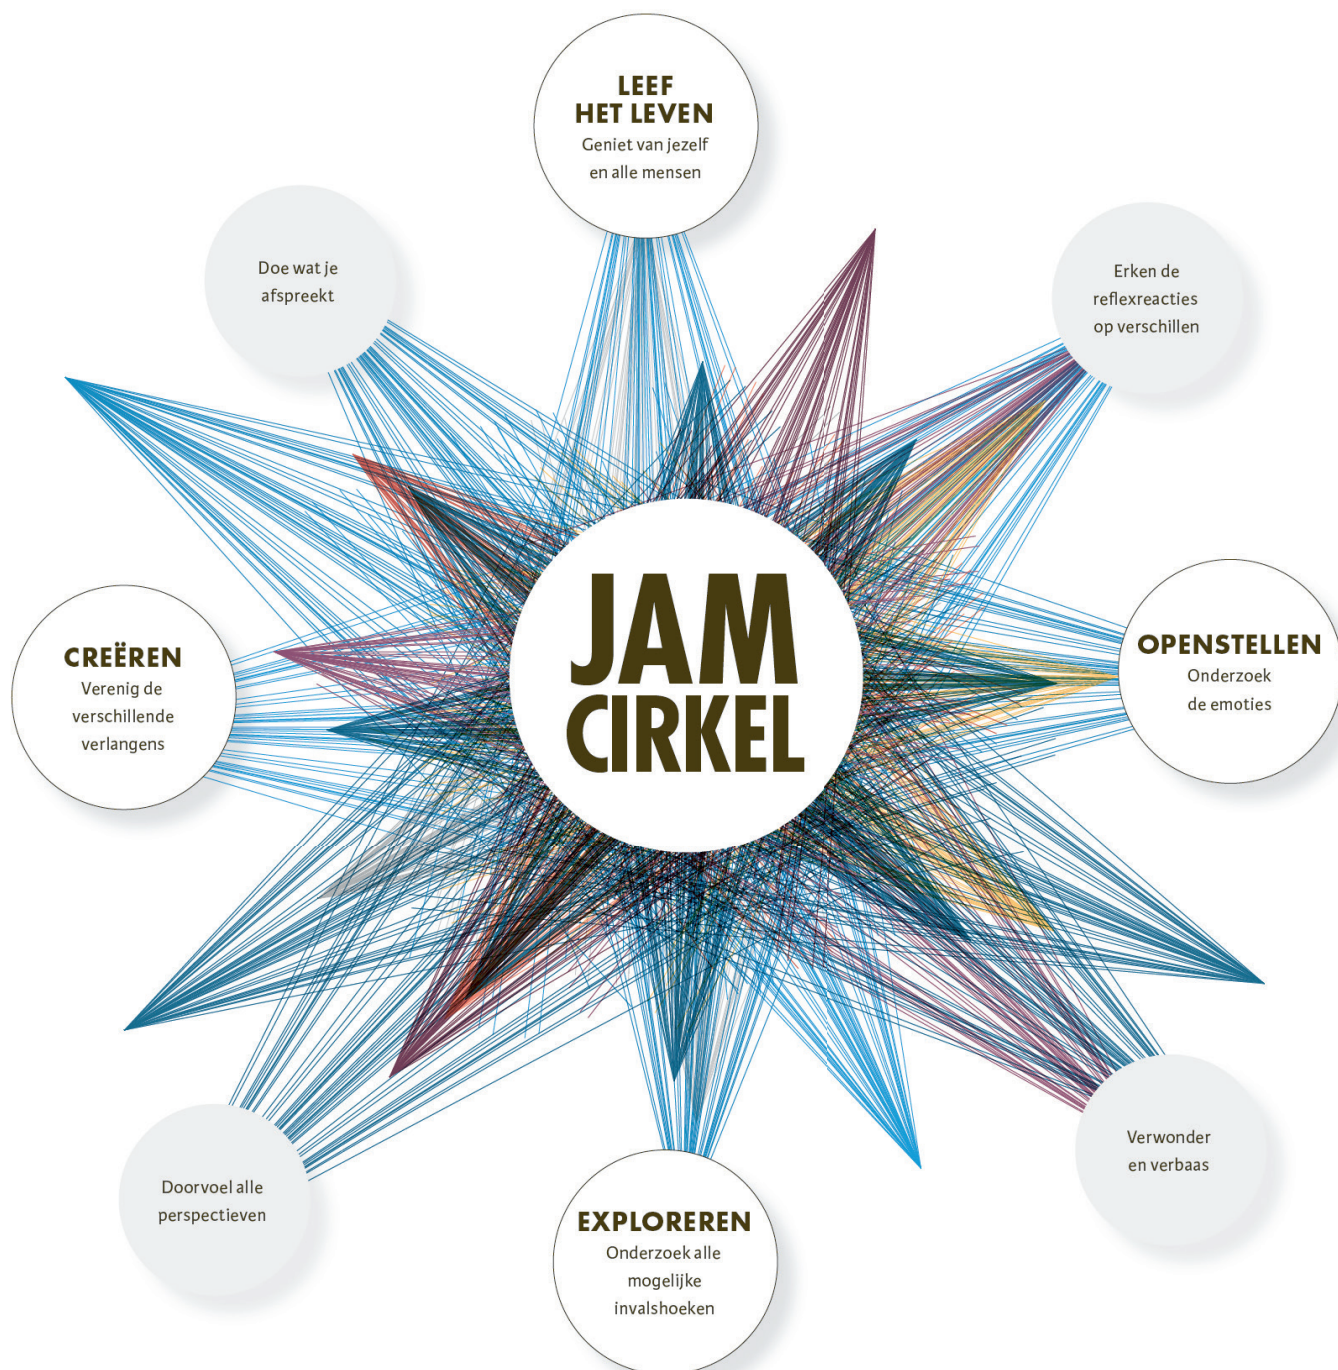 LEEF
HET LEVEN
Geniet van jezelf
en alle mensen
Erken de
reflexreacties
op verschillen
OPENSTELLEN
Onderzoek
de emoties
Verwonder
en verbaas
EXPLOREREN
Onderzoek alle
mogelijke
invalshoeken
Doorvoel alle
perspectieven
CREËREN
Verenig de
verschillende
verlangens
Doe wat je
afspreekt
JAM
CIRKEL